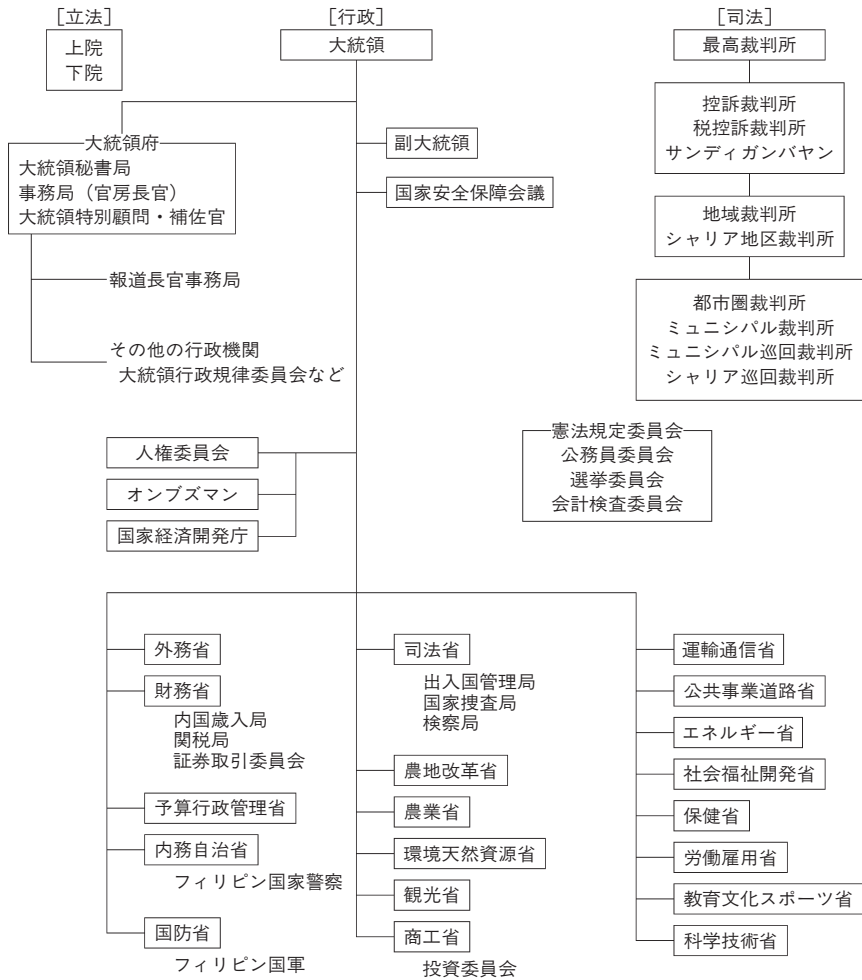 ［立法］
上院
下院
［行政］
大統領
大統領府
大統領秘書局
事務局（官房長官）
大統領特別顧問・補佐官
報道長官事務局
その他の行政機関
大統領行政規律委員会など
副大統領
国家安全保障会議
［司法］
最高裁判所
控訴裁判所
税控訴裁判所
サンディガンバヤン
地域裁判所
シャリア地区裁判所
都市圏裁判所
ミュニシパル裁判所
ミュニシパル巡回裁判所
シャリア巡回裁判所
人権委員会
オンブズマン
国家経済開発庁
憲法規定委員会
公務員委員会
選挙委員会
会計検査委員会
外務省
財務省
内国歳入局
関税局
証券取引委員会
予算行政管理省
内務自治省
フィリピン国家警察
国防省
フィリピン国軍
司法省
出入国管理局
国家捜査局
検察局
農地改革省
農業省
環境天然資源省
観光省
商工省
投資委員会
運輸通信省
公共事業道路省
エネルギー省
社会福祉開発省
保健省
労働雇用省
教育文化スポーツ省
科学技術省